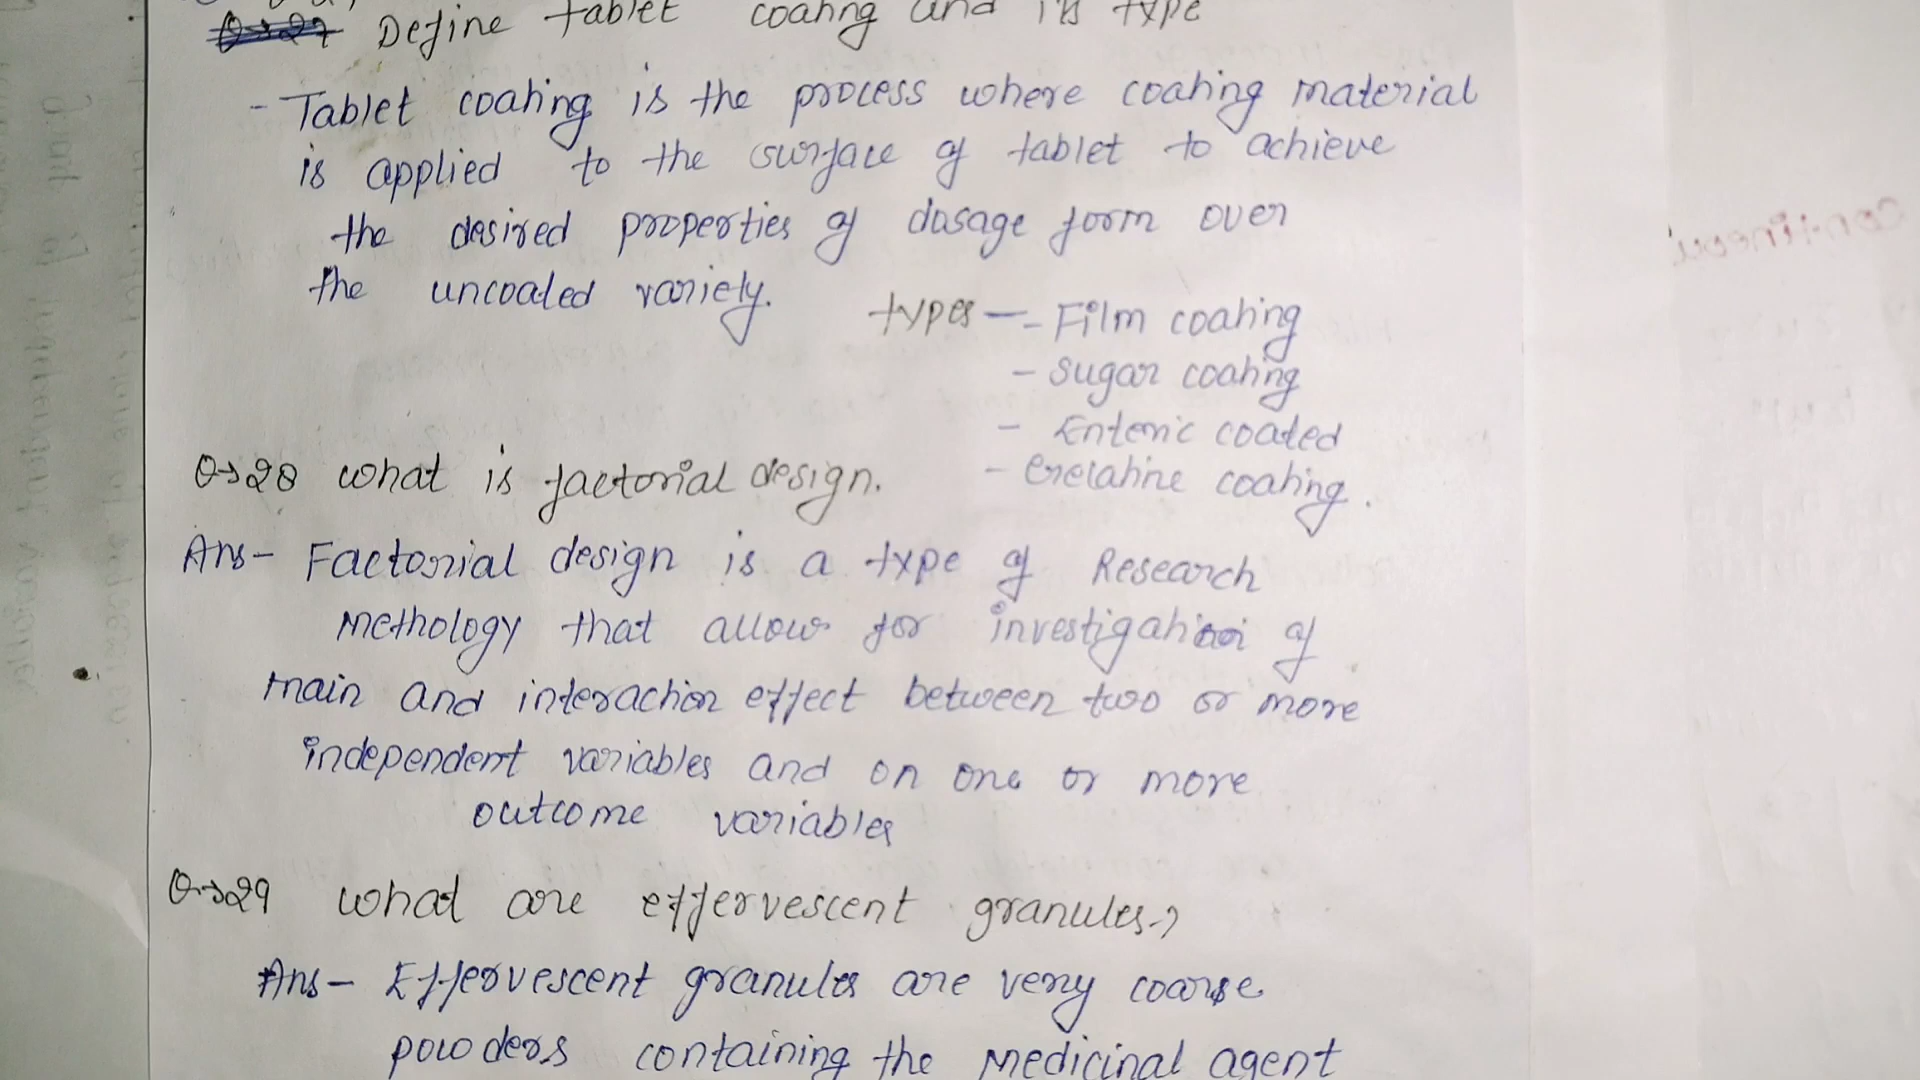 Q→27 Define tablet coating and its type
- Tablet coating is the process where coating material
is applied to the surface of tablet to achieve
the desired properties of dosage form over
the uncoated variety.
types — - Film coating
- Sugar coating
- Enteric coated
- Gelatine coating.
Q→28 what is factorial design.
Ans- Factorial design is a type of Research
Methology that allow for investigation of
main and interaction effect between two or more
independent variables and on one or more
outcome variables
Q→29 what are effervescent granules.?
Ans- Effervescent granules are very coarse
powders containing the Medicinal agent